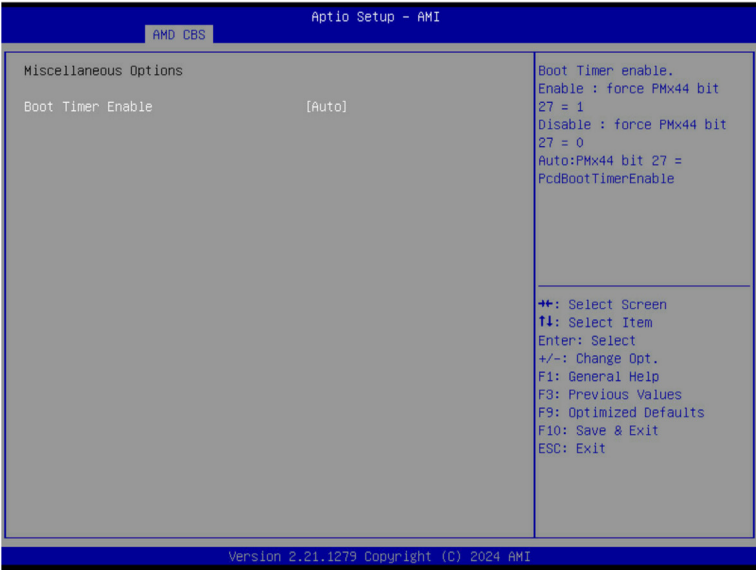 Aptio Setup – AMI
AMD CBS
Miscellaneous Options
Boot Timer Enable [Auto]
Boot Timer enable.
Enable : force PMx44 bit
27 = 1
Disable : force PMx44 bit
27 = 0
Auto:PMx44 bit 27 =
PcdBootTimerEnable
→←: Select Screen
↑↓: Select Item
Enter: Select
+/-: Change Opt.
F1: General Help
F3: Previous Values
F9: Optimized Defaults
F10: Save & Exit
ESC: Exit
Version 2.21.1279 Copyright (C) 2024 AMI